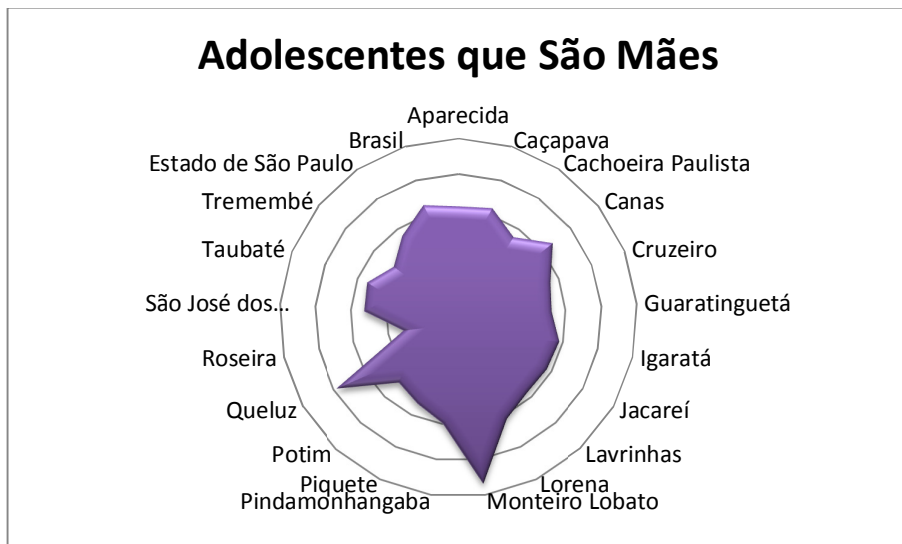 Adolescentes que São Mães
Aparecida
Caçapava
Cachoeira Paulista
Canas
Cruzeiro
Guaratinguetá
Igaratá
Jacareí
Lavrinhas
Lorena
Monteiro Lobato
Pindamonhangaba
Piquete
Potim
Queluz
Roseira
São José dos...
Taubaté
Tremembé
Estado de São Paulo
Brasil